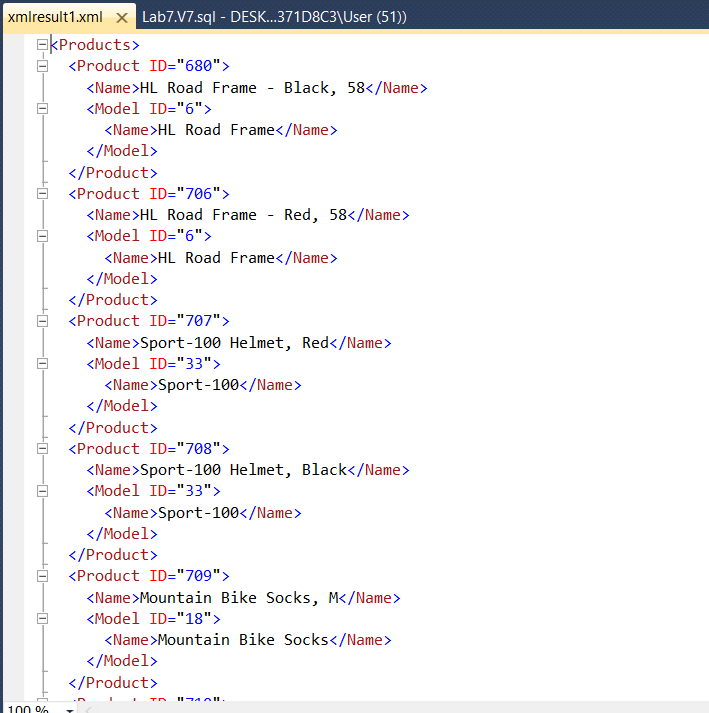 xmlresult1.xml Lab7.V7.sql - DESK...371D8C3\User (51))
<Products>
<Product ID="680">
<Name>HL Road Frame - Black, 58</Name>
<Model ID="6">
<Name>HL Road Frame</Name>
</Model>
</Product>
<Product ID="706">
<Name>HL Road Frame - Red, 58</Name>
<Model ID="6">
<Name>HL Road Frame</Name>
</Model>
</Product>
<Product ID="707">
<Name>Sport-100 Helmet, Red</Name>
<Model ID="33">
<Name>Sport-100</Name>
</Model>
</Product>
<Product ID="708">
<Name>Sport-100 Helmet, Black</Name>
<Model ID="33">
<Name>Sport-100</Name>
</Model>
</Product>
<Product ID="709">
<Name>Mountain Bike Socks, M</Name>
<Model ID="18">
<Name>Mountain Bike Socks</Name>
</Model>
</Product>
100 %